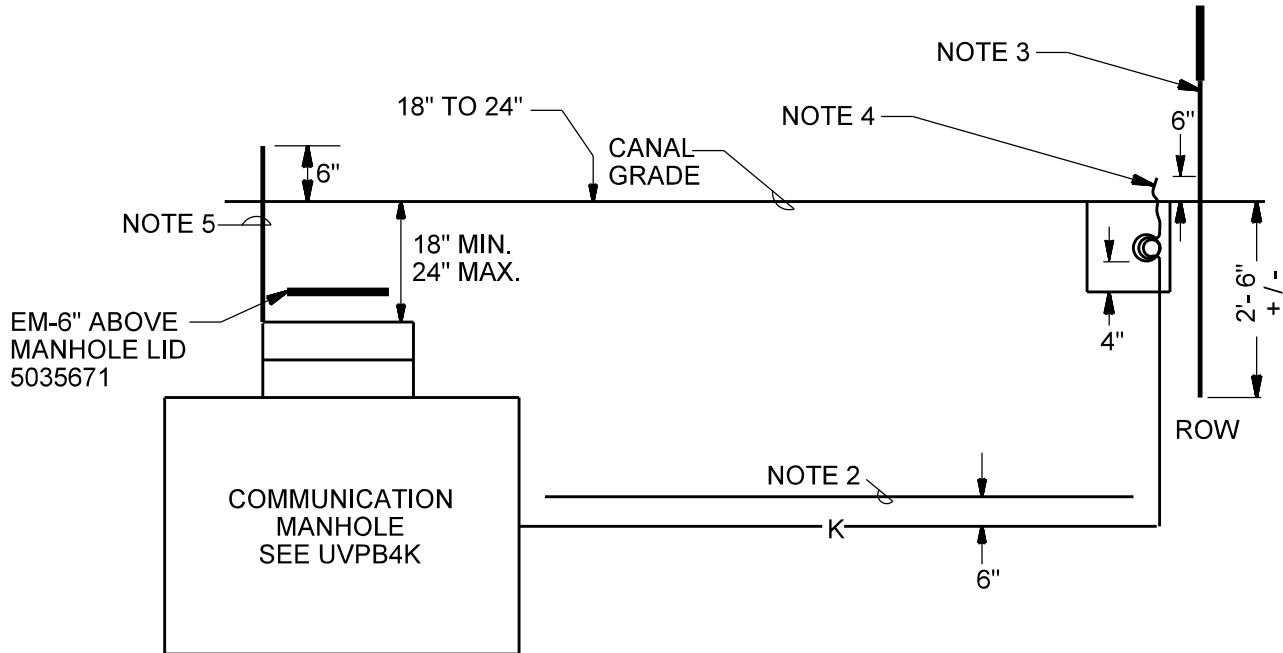 NOTE 3
18" TO 24"
NOTE 4
6"
CANAL
GRADE
6"
NOTE 5
18" MIN.
24" MAX.
2'- 6"
+ / -
EM-6" ABOVE
MANHOLE LID
5035671
4"
ROW
NOTE 2
COMMUNICATION
MANHOLE
SEE UVPB4K
K
6"